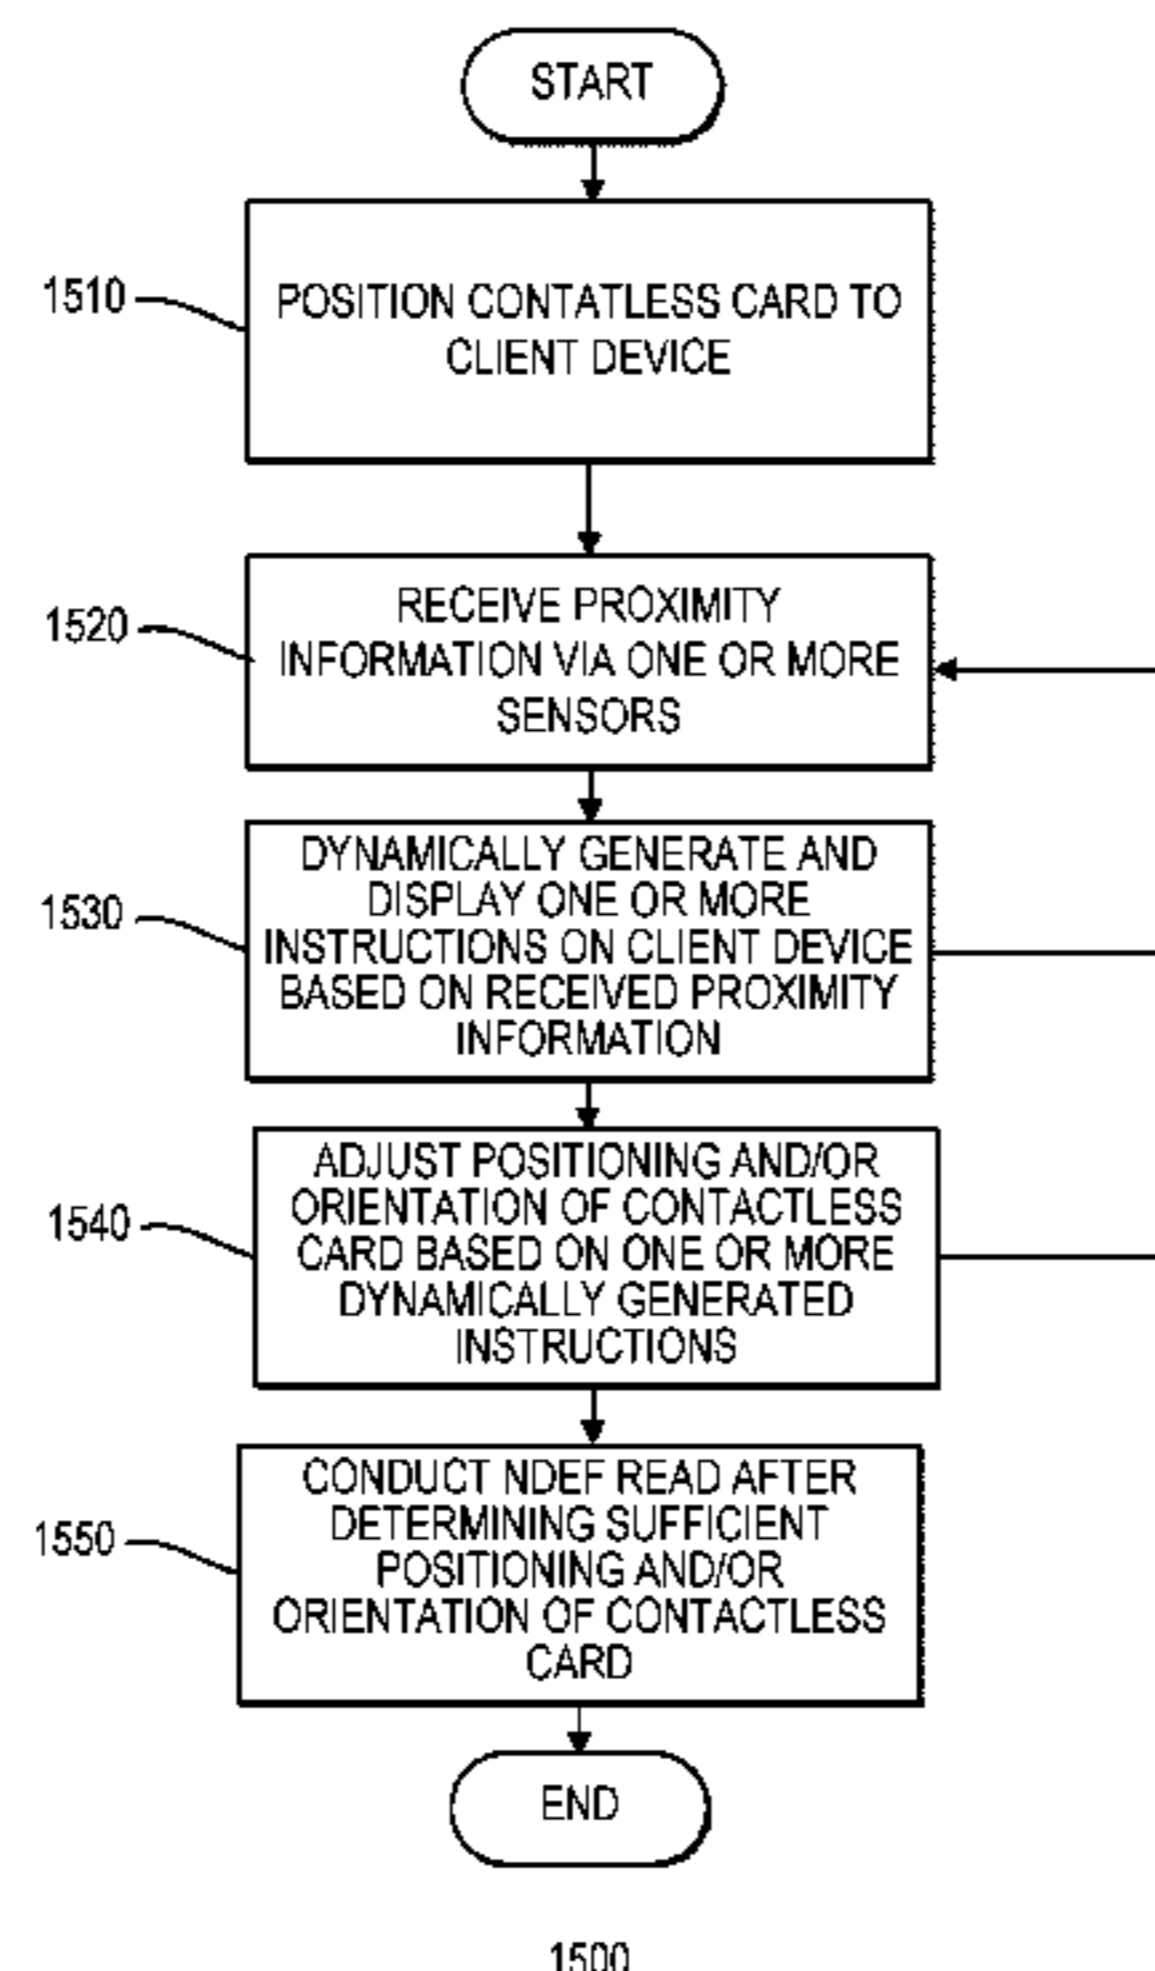 START
1510
POSITION CONTATLESS CARD TO
CLIENT DEVICE
1520
RECEIVE PROXIMITY
INFORMATION VIA ONE OR MORE
SENSORS
1530
DYNAMICALLY GENERATE AND
DISPLAY ONE OR MORE
INSTRUCTIONS ON CLIENT DEVICE
BASED ON RECEIVED PROXIMITY
INFORMATION
1540
ADJUST POSITIONING AND/OR
ORIENTATION OF CONTACTLESS
CARD BASED ON ONE OR MORE
DYNAMICALLY GENERATED
INSTRUCTIONS
1550
CONDUCT NDEF READ AFTER
DETERMINING SUFFICIENT
POSITIONING AND/OR
ORIENTATION OF CONTACTLESS
CARD
END
1500